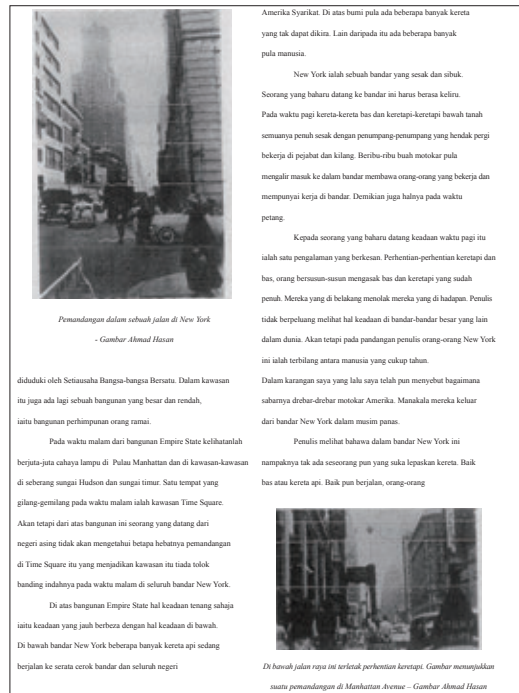 Pemandangan dalam sebuah jalan di New York
- Gambar Ahmad Hasan
diduduki oleh Setiausaha Bangsa-bangsa Bersatu. Dalam kawasan
itu juga ada lagi sebuah bangunan yang besar dan rendah,
iaitu bangunan perhimpunan orang ramai.
Pada waktu malam dari bangunan Empire State kelihatanlah
berjuta-juta cahaya lampu di Pulau Manhattan dan di kawasan-kawasan
di seberang sungai Hudson dan sungai timur. Satu tempat yang
gilang-gemilang pada waktu malam ialah kawasan Time Square.
Akan tetapi dari atas bangunan ini seorang yang datang dari
negeri asing tidak akan mengetahui betapa hebatnya pemandangan
di Time Square itu yang menjadikan kawasan itu tiada tolok
banding indahnya pada waktu malam di seluruh bandar New York.
Di atas bangunan Empire State hal keadaan tenang sahaja
iaitu keadaan yang jauh berbeza dengan hal keadaan di bawah.
Di bawah bandar New York beberapa banyak kereta api sedang
berjalan ke serata cerok bandar dan seluruh negeri
Amerika Syarikat. Di atas bumi pula ada beberapa banyak kereta
yang tak dapat dikira. Lain daripada itu ada beberapa banyak
pula manusia.
New York ialah sebuah bandar yang sesak dan sibuk.
Seorang yang baharu datang ke bandar ini harus berasa keliru.
Pada waktu pagi kereta-kereta bas dan keretapi-keretapi bawah tanah
semuanya penuh sesak dengan penumpang-penumpang yang hendak pergi
bekerja di pejabat dan kilang. Beribu-ribu buah motokar pula
mengalir masuk ke dalam bandar membawa orang-orang yang bekerja dan
mempunyai kerja di bandar. Demikian juga halnya pada waktu
petang.
Kepada seorang yang baharu datang keadaan waktu pagi itu
ialah satu pengalaman yang berkesan. Perhentian-perhentian keretapi dan
bas, orang bersusun-susun mengasak bas dan keretapi yang sudah
penuh. Mereka yang di belakang menolak mereka yang di hadapan. Penulis
tidak berpeluang melihat hal keadaan di bandar-bandar besar yang lain
dalam dunia. Akan tetapi pada pandangan penulis orang-orang New York
ini ialah terbilang antara manusia yang cukup tahun.
Dalam karangan saya yang lalu saya telah pun menyebut bagaimana
sabarnya drebar-drebar motokar Amerika. Manakala mereka keluar
dari bandar New York dalam musim panas.
Penulis melihat bahawa dalam bandar New York ini
nampaknya tak ada seseorang pun yang suka lepaskan kereta. Baik
bas atau kereta api. Baik pun berjalan, orang-orang
Di bawah jalan raya ini terletak perhentian keretapi. Gambar menunjukkan
suatu pemandangan di Manhattan Avenue – Gambar Ahmad Hasan